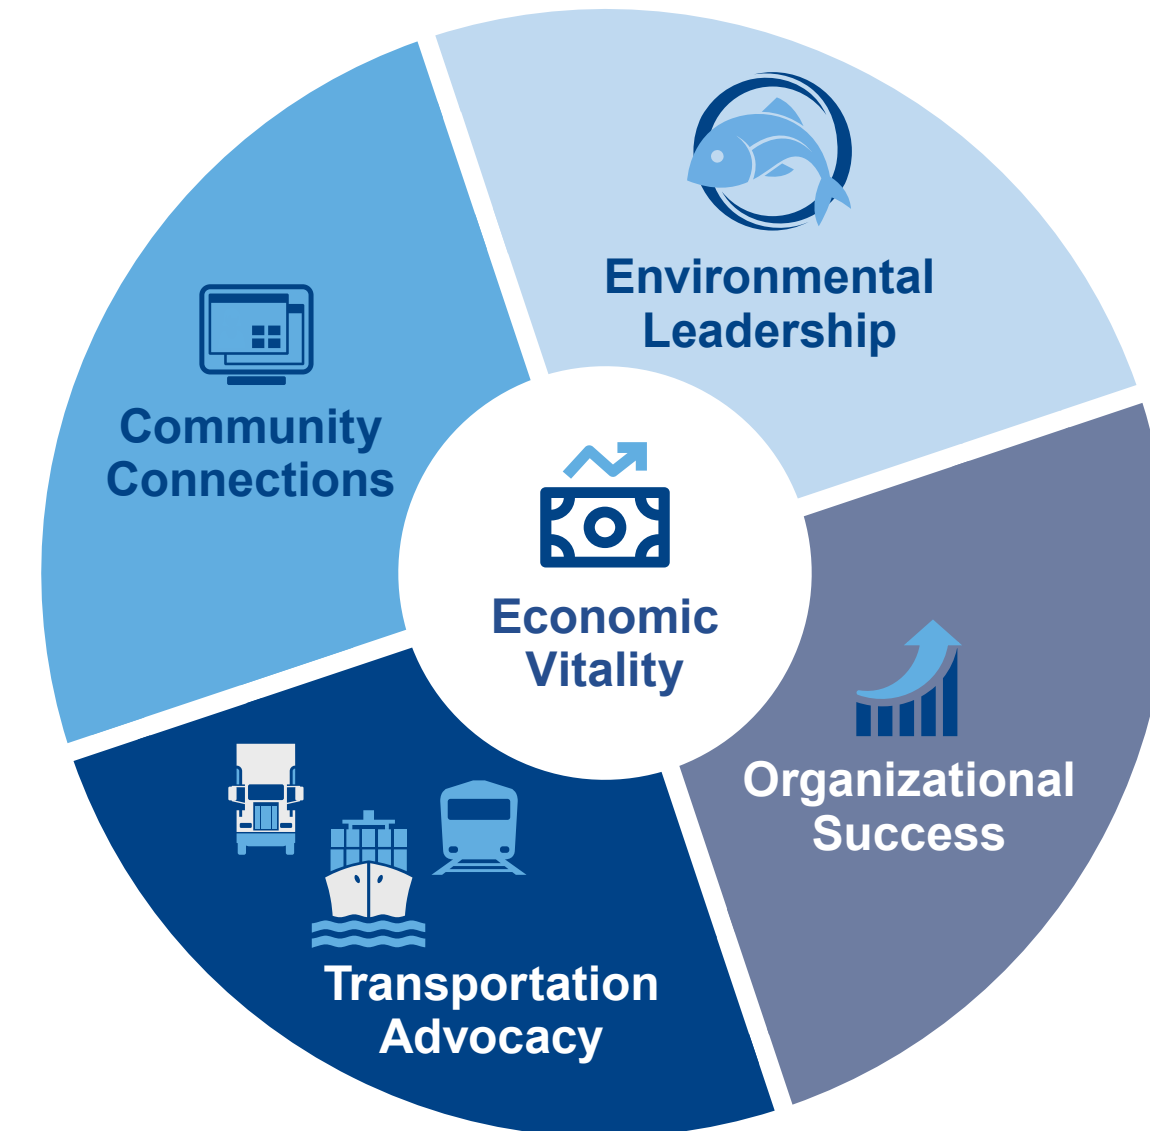 Environmental
Leadership
Community
Connections
Economic
Vitality
Organizational
Success
Transportation
Advocacy